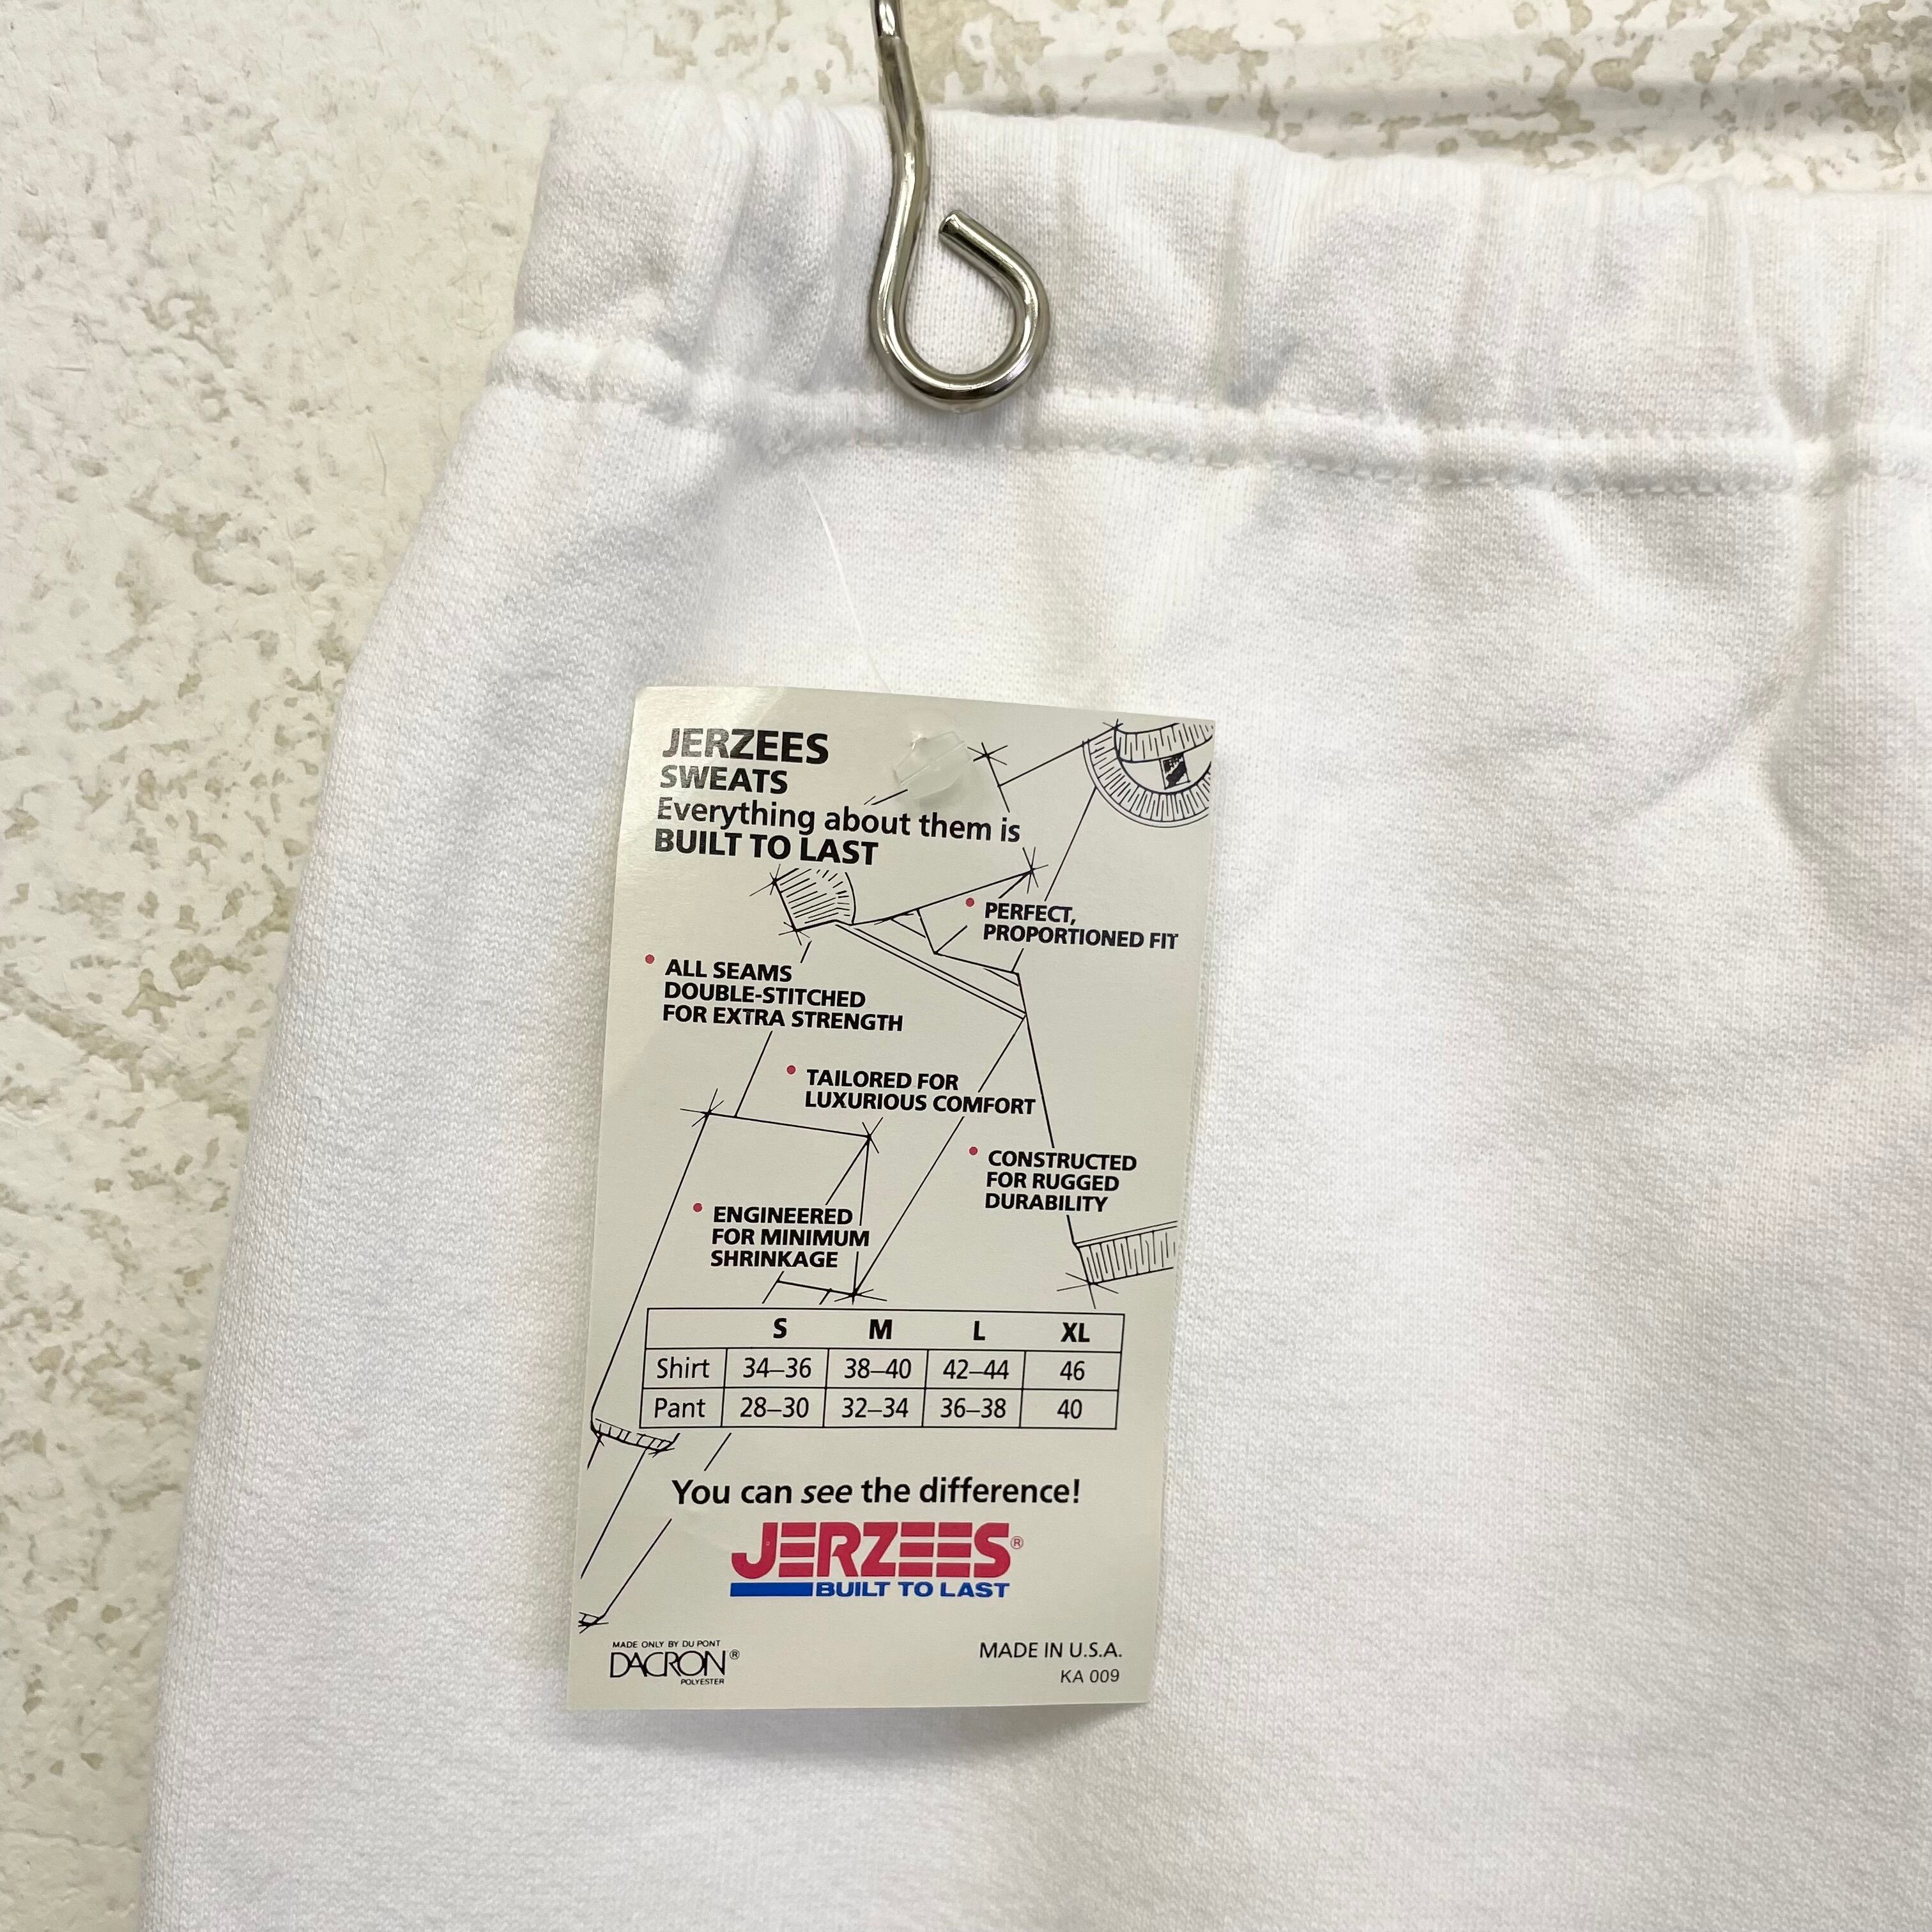 JERZEES
SWEATS
Everything about them is
BUILT TO LAST
• PERFECT,
PROPORTIONED FIT
• ALL SEAMS
DOUBLE-STITCHED
FOR EXTRA STRENGTH
• TAILORED FOR
LUXURIOUS COMFORT
• CONSTRUCTED
FOR RUGGED
DURABILITY
• ENGINEERED
FOR MINIMUM
SHRINKAGE
S M L XL
Shirt 34–36 38–40 42–44 46
Pant 28–30 32–34 36–38 40
You can see the difference!
JERZEES®
BUILT TO LAST
MADE ONLY BY DU PONT
DACRON®
POLYESTER
MADE IN U.S.A.
KA 009